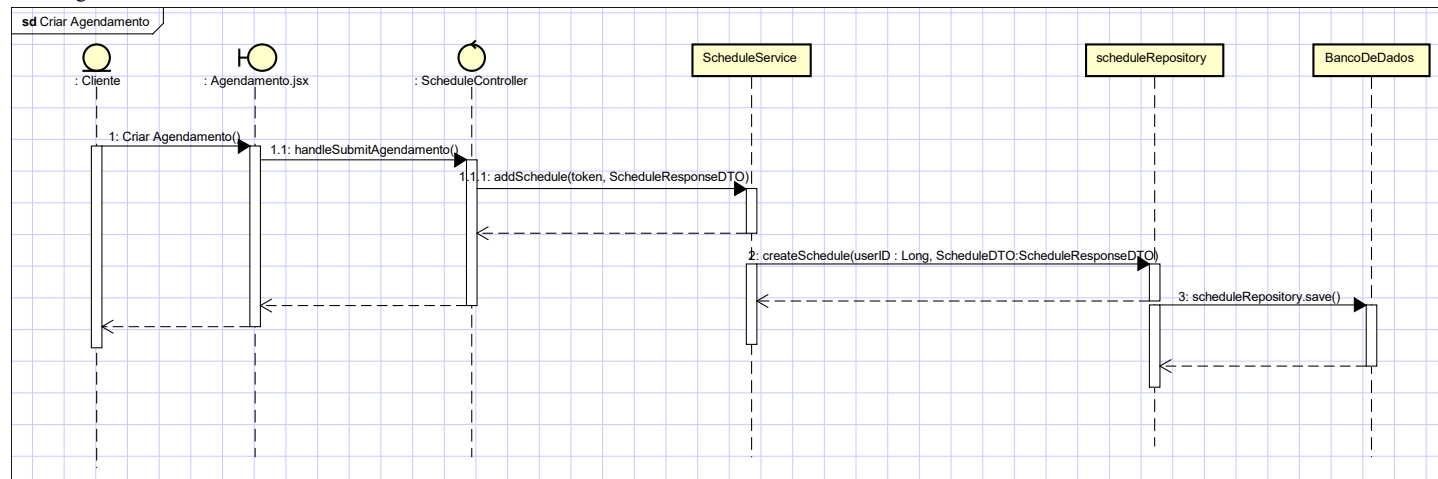 sd Criar Agendamento
: Cliente
: Agendamento.jsx
: ScheduleController
ScheduleService
scheduleRepository
BancoDeDados
1: Criar Agendamento()
1.1: handleSubmitAgendamento()
1.1.1: addSchedule(token, ScheduleResponseDTO)
2: createSchedule(userID : Long, ScheduleDTO:ScheduleResponseDTO)
3: scheduleRepository.save()